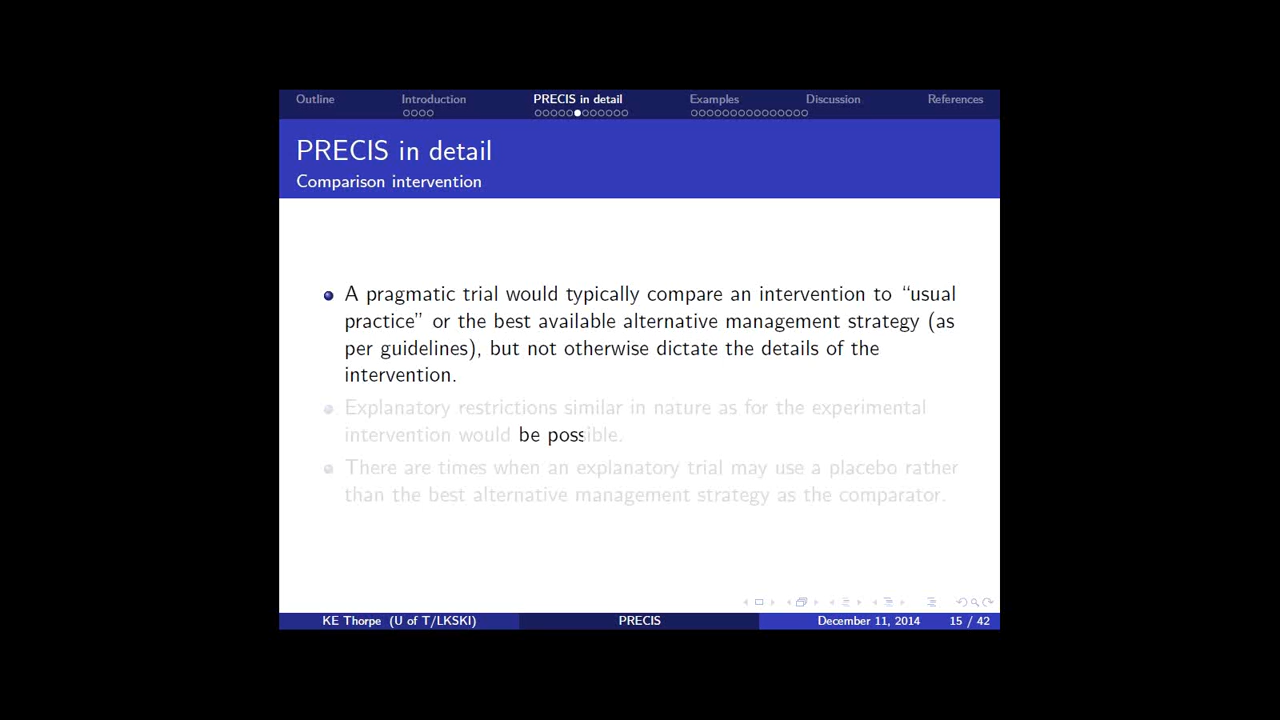 Outline Introduction PRECIS in detail Examples Discussion References
PRECIS in detail
Comparison intervention
A pragmatic trial would typically compare an intervention to “usual
practice” or the best available alternative management strategy (as
per guidelines), but not otherwise dictate the details of the
intervention.
Explanatory restrictions similar in nature as for the experimental
intervention would be possible.
There are times when an explanatory trial may use a placebo rather
than the best alternative management strategy as the comparator.
KE Thorpe (U of T/LKSKI) PRECIS December 11, 2014 15 / 42